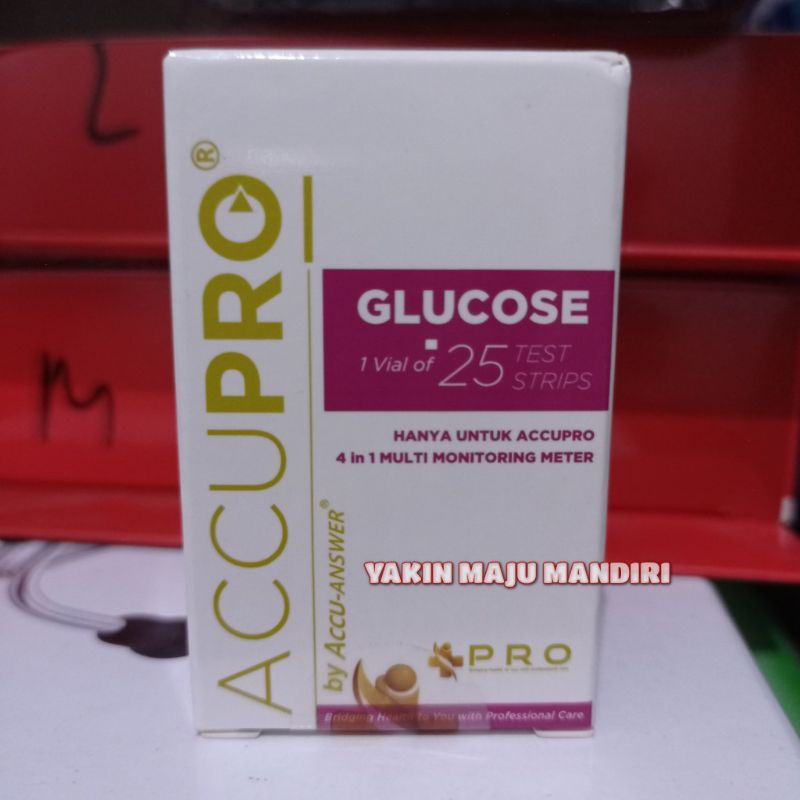 L
M
ACCUPRO®
by ACCU-ANSWER®
GLUCOSE
1 Vial of 25 TEST STRIPS
HANYA UNTUK ACCUPRO
4 in 1 MULTI MONITORING METER
YAKIN MAJU MANDIRI
PRO
Bridging Health to You with Professional Care